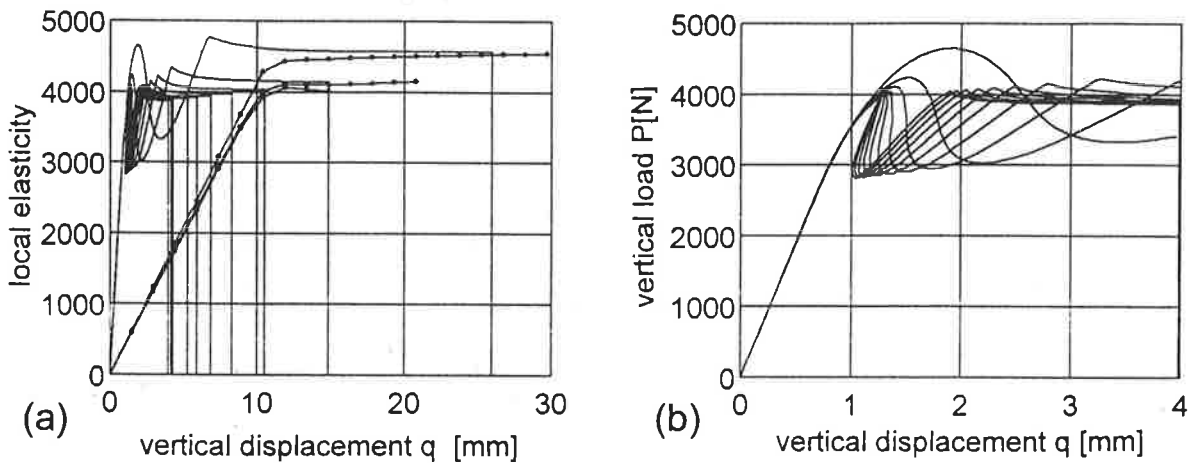 5000
4000
3000
2000
1000
0
local elasticity
0 10 20 30
(a)
vertical displacement q [mm]
5000
4000
3000
2000
1000
0
vertical load P[N]
0 1 2 3 4
(b)
vertical displacement q [mm]